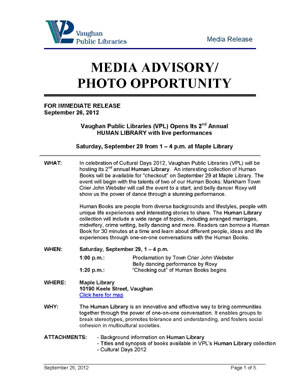 Vaughan
Public Libraries
Media Release
MEDIA ADVISORY/
PHOTO OPPORTUNITY
FOR IMMEDIATE RELEASE
September 26, 2012
Vaughan Public Libraries (VPL) Opens Its 2nd Annual
HUMAN LIBRARY with live performances
Saturday, September 29 from 1 – 4 p.m. at Maple Library
WHAT: In celebration of Cultural Days 2012, Vaughan Public Libraries (VPL) will be
hosting its 2nd annual Human Library. An interesting collection of Human
Books will be available for "checkout" on September 29 at Maple Library. The
event will begin with the talents of two of our Human Books. Markham Town
Crier John Webster will call the event to a start, and belly dancer Roxy will
show us the power of dance through a stunning performance.
Human Books are people from diverse backgrounds and lifestyles, people with
unique life experiences and interesting stories to share. The Human Library
collection will include a wide range of topics, including arranged marriages,
midwifery, crime writing, belly dancing and more. Readers can borrow a Human
Book for 30 minutes at a time and learn about different people, ideas and life
experiences through one-on-one conversations with the Human Books.
WHEN: Saturday, September 29, 1 – 4 p.m.
1:00 p.m.: Proclamation by Town Crier John Webster
Belly dancing performance by Roxy
1:20 p.m.: "Checking out" of Human Books begins
WHERE: Maple Library
10190 Keele Street, Vaughan
Click here for map
WHY: The Human Library is an innovative and effective way to bring communities
together through the power of one-on-one conversation. It enables groups to
break stereotypes, promotes tolerance and understanding, and fosters social
cohesion in multicultural societies.
ATTACHMENTS: - Background information on Human Library
- Titles and synopsis of books available in VPL's Human Library collection
- Cultural Days 2012
September 26, 2012 Page 1 of 5